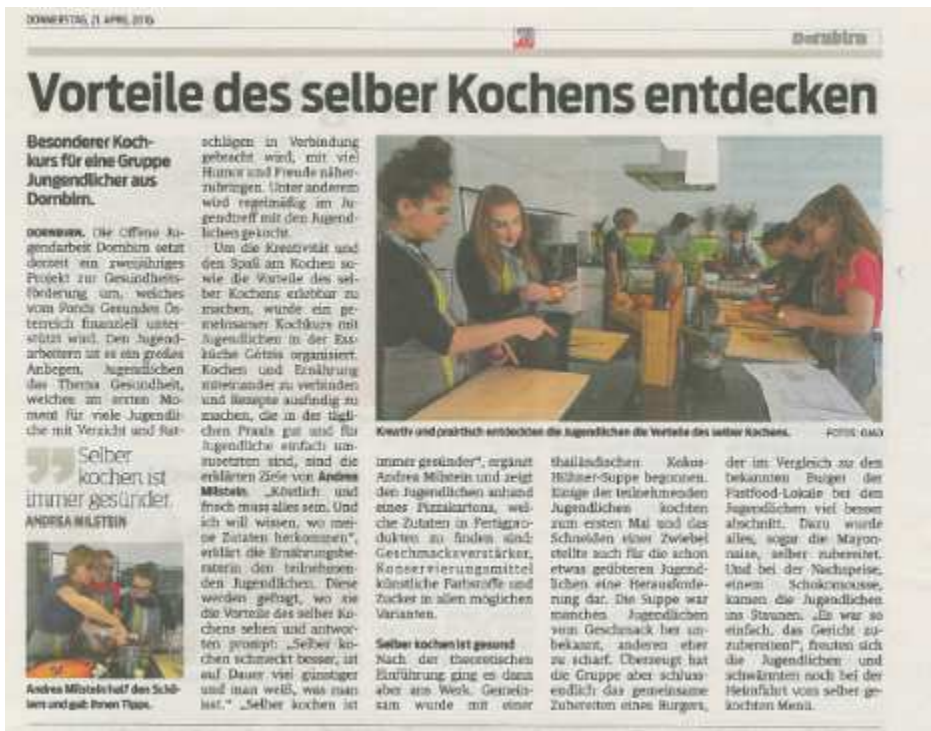 DONNERSTAG, 21. APRIL 2016
Dornbirn
Vorteile des selber Kochens entdecken
Besonderer Koch-
kurs für eine Gruppe
Jungendlicher aus
Dornbirn.
DORNBIRN. Die Offene Ju-
gendarbeit Dornbirn setzt
derzeit ein zweijähriges
Projekt zur Gesundheits-
förderung um, welches
vom Fonds Gesundes Ös-
terreich finanziell unter-
stützt wird. Den Jugend-
arbeitern ist es ein großes
Anliegen, Jugendlichen
das Thema Gesundheit,
welches im ersten Mo-
ment für viele Jugendli-
che mit Verzicht und Rat-
Selber
kochen ist
immer gesünder.
ANDREA MILSTEIN
Andrea Milstein half den Schü-
lern und gab ihnen Tipps.
schlägen in Verbindung
gebracht wird, mit viel
Humor und Freude näher-
zubringen. Unter anderem
wird regelmäßig im Ju-
gendtreff mit den Jugend-
lichen gekocht.
Um die Kreativität und
den Spaß am Kochen so-
wie die Vorteile des sel-
ber Kochens erlebbar zu
machen, wurde ein ge-
meinsamer Kochkurs mit
Jugendlichen in der Ess-
küche Götzis organisiert.
Kochen und Ernährung
miteinander zu verbinden
und Rezepte ausfindig zu
machen, die in der tägli-
chen Praxis gut und für
Jugendliche einfach um-
zusetzten sind, sind die
erklärten Ziele von Andrea
Milstein. „Köstlich und
frisch muss alles sein. Und
ich will wissen, wo mei-
ne Zutaten herkommen“,
erklärt die Ernährungsbe-
raterin den teilnehmen-
den Jugendlichen. Diese
werden gefragt, wo sie
die Vorteile des selber Ko-
chens sehen und antwor-
ten prompt: „Selber ko-
chen schmeckt besser, ist
auf Dauer viel günstiger
und man weiß, was man
isst.“ „Selber kochen ist
Kreativ und praktisch entdeckten die Jugendlichen die Vorteile des selber Kochens. FOTOS: OJAD
immer gesünder“, ergänzt
Andrea Milstein und zeigt
den Jugendlichen anhand
eines Pizzakartons, wel-
che Zutaten in Fertigpro-
dukten zu finden sind:
Geschmacksverstärker,
Konservierungsmittel
künstliche Farbstoffe und
Zucker in allen möglichen
Varianten.
Selber kochen ist gesund
Nach der theoretischen
Einführung ging es dann
aber ans Werk. Gemein-
sam wurde mit einer
thailändischen Kokos-
Hühner-Suppe begonnen.
Einige der teilnehmenden
Jugendlichen kochten
zum ersten Mal und das
Schneiden einer Zwiebel
stellte auch für die schon
etwas geübteren Jugend-
lichen eine Herausforde-
rung dar. Die Suppe war
manchen Jugendlichen
vom Geschmack her un-
bekannt, anderen eher
zu scharf. Überzeugt hat
die Gruppe aber schluss-
endlich das gemeinsame
Zubereiten eines Burgers,
der im Vergleich zu den
bekannten Burger der
Fastfood-Lokale bei den
Jugendlichen viel besser
abschnitt. Dazu wurde
alles, sogar die Mayon-
naise, selber zubereitet.
Und bei der Nachspeise,
einem Schokomousse,
kamen die Jugendlichen
ins Staunen. „Es war so
einfach, das Gericht zu-
zubereiten!“, freuten sich
die Jugendlichen und
schwärmten noch bei der
Heimfahrt vom selber ge-
kochten Menü.